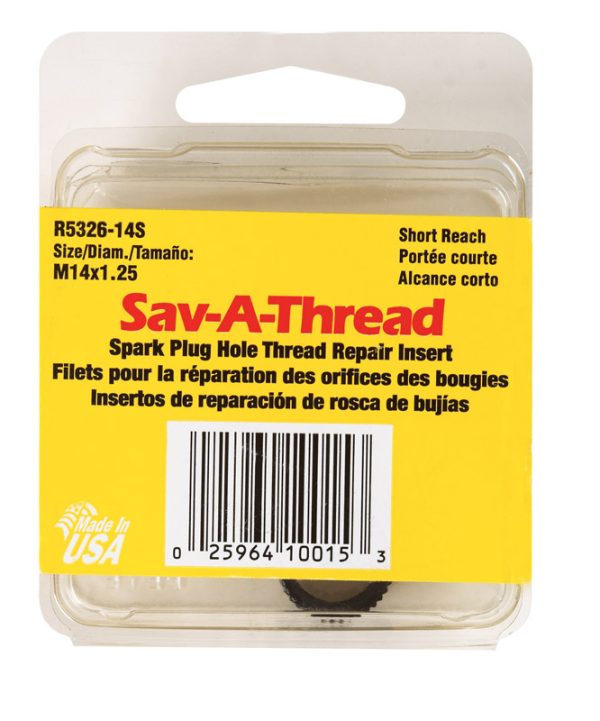 R5326-14S
Size/Diam./Tamaño:
M14x1.25
Short Reach
Portée courte
Alcance corto
Sav-A-Thread
Spark Plug Hole Thread Repair Insert
Filets pour la réparation des orifices des bougies
Insertos de reparación de rosca de bujías
Made In
USA
0 25964 10015 3